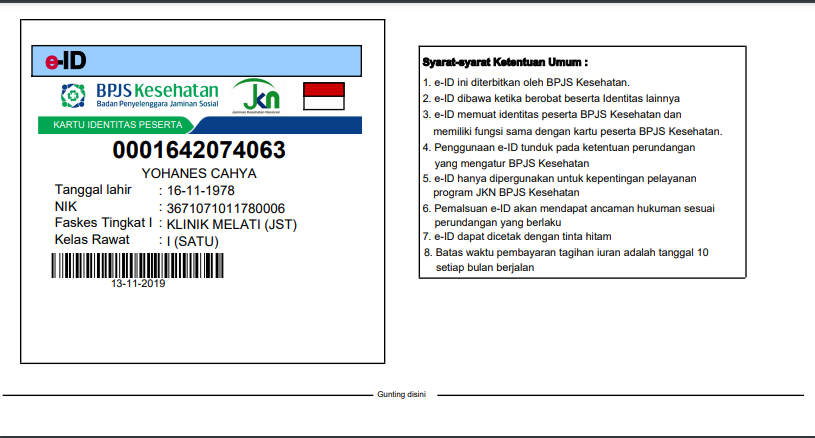 e-ID
BPJS Kesehatan
Badan Penyelenggara Jaminan Sosial
JKN
Jaminan Kesehatan Nasional
KARTU IDENTITAS PESERTA
0001642074063
YOHANES CAHYA
Tanggal lahir : 16-11-1978
NIK : 3671071011780006
Faskes Tingkat I : KLINIK MELATI (JST)
Kelas Rawat : I (SATU)
13-11-2019
Syarat-syarat Ketentuan Umum :
1. e-ID ini diterbitkan oleh BPJS Kesehatan.
2. e-ID dibawa ketika berobat beserta Identitas lainnya
3. e-ID memuat identitas peserta BPJS Kesehatan dan
memiliki fungsi sama dengan kartu peserta BPJS Kesehatan.
4. Penggunaan e-ID tunduk pada ketentuan perundangan
yang mengatur BPJS Kesehatan
5. e-ID hanya dipergunakan untuk kepentingan pelayanan
program JKN BPJS Kesehatan
6. Pemalsuan e-ID akan mendapat ancaman hukuman sesuai
perundangan yang berlaku
7. e-ID dapat dicetak dengan tinta hitam
8. Batas waktu pembayaran tagihan iuran adalah tanggal 10
setiap bulan berjalan
Gunting disini